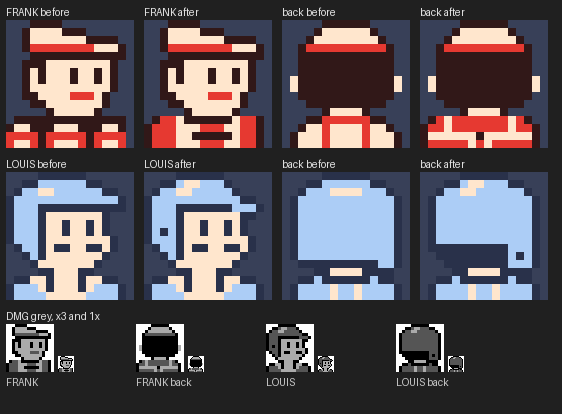 FRANK before FRANK after back before back after
LOUIS before LOUIS after back before back after
DMG grey, x3 and 1x
FRANK FRANK back LOUIS LOUIS back